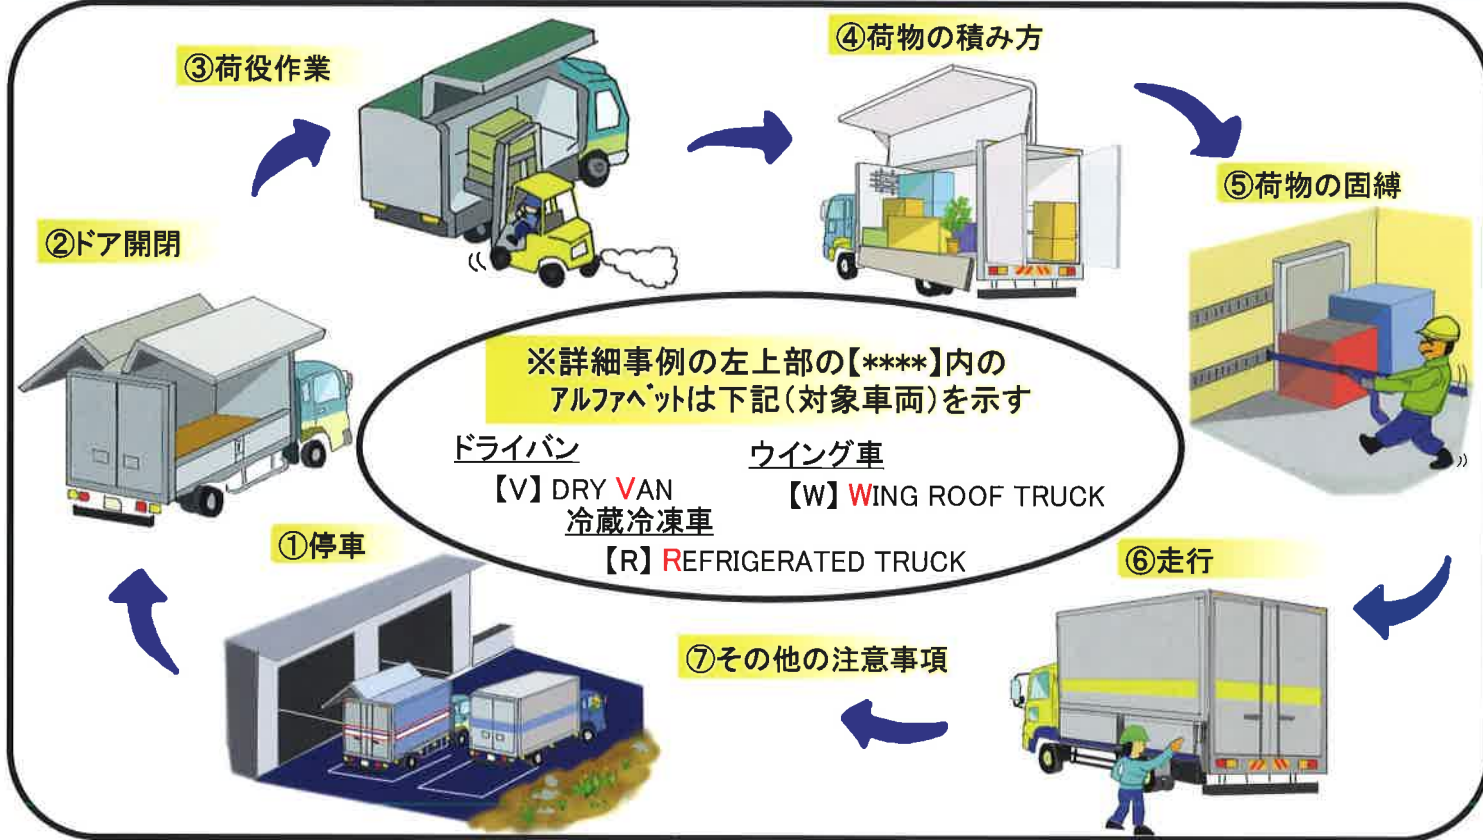 ③荷役作業
④荷物の積み方
⑤荷物の固縛
②ドア開閉
※詳細事例の左上部の【****】内の
アルファベットは下記(対象車両)を示す
ドライバン
【V】 DRY VAN
ウイング車
【W】 WING ROOF TRUCK
冷蔵冷凍車
【R】 REFRIGERATED TRUCK
①停車
⑥走行
⑦その他の注意事項